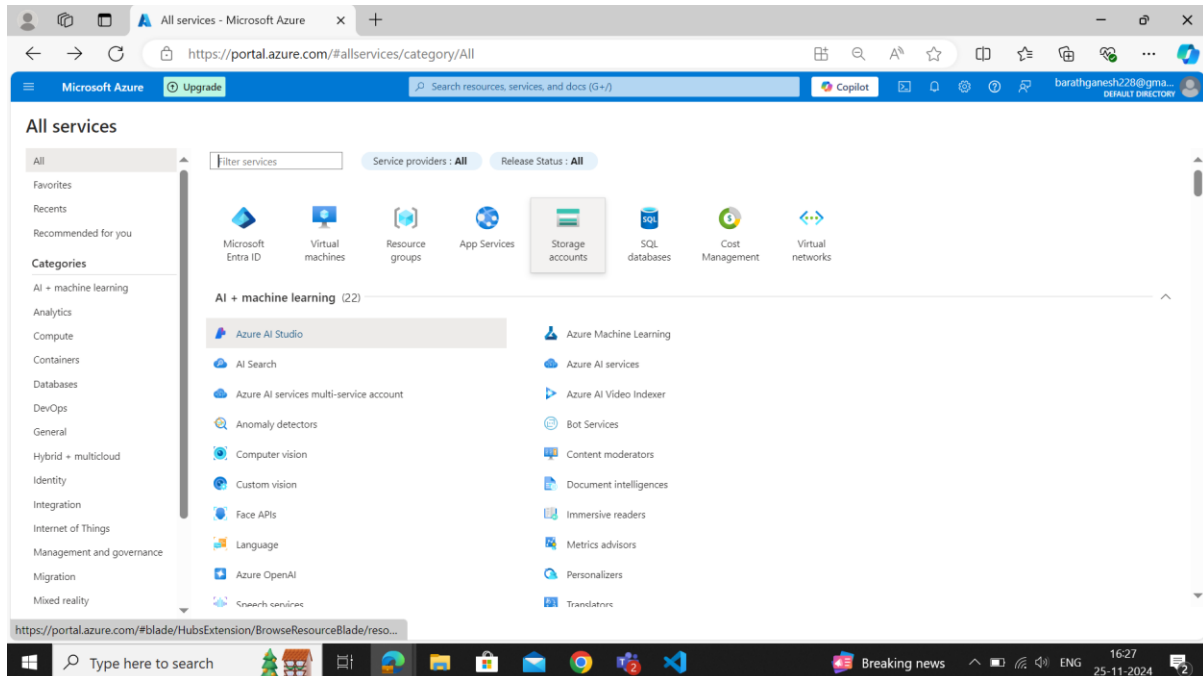 All services - Microsoft Azure
https://portal.azure.com/#allservices/category/All
Microsoft Azure
Upgrade
Search resources, services, and docs (G+/)
Copilot
barathganesh228@gma...
DEFAULT DIRECTORY
All services
All
Favorites
Recents
Recommended for you
Categories
AI + machine learning
Analytics
Compute
Containers
Databases
DevOps
General
Hybrid + multicloud
Identity
Integration
Internet of Things
Management and governance
Migration
Mixed reality
Filter services
Service providers : All
Release Status : All
Microsoft
Entra ID
Virtual
machines
Resource
groups
App Services
Storage
accounts
SQL
SQL
databases
Cost
Management
Virtual
networks
AI + machine learning (22)
Azure AI Studio
Azure Machine Learning
AI Search
Azure AI services
Azure AI services multi-service account
Azure AI Video Indexer
Anomaly detectors
Bot Services
Computer vision
Content moderators
Custom vision
Document intelligences
Face APIs
Immersive readers
Language
Metrics advisors
Azure OpenAI
Personalizers
Speech services
Translators
https://portal.azure.com/#blade/HubsExtension/BrowseResourceBlade/reso...
Type here to search
2
Breaking news
ENG
16:27
25-11-2024
2